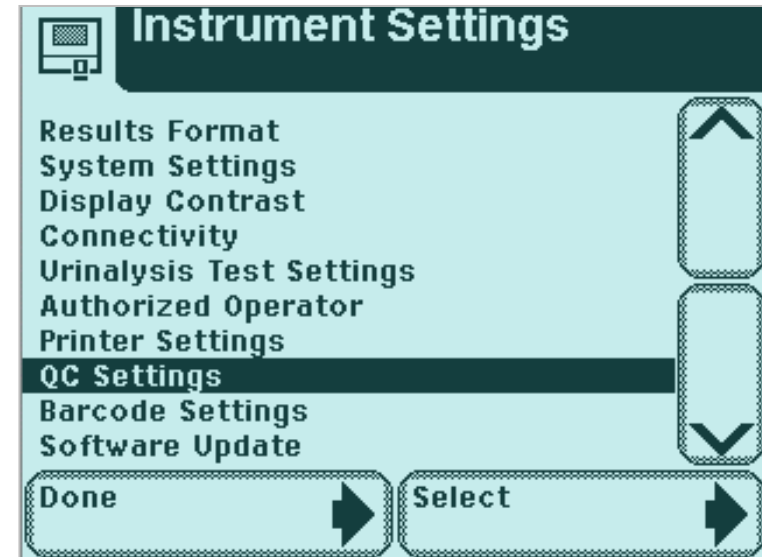 Instrument Settings
Results Format
System Settings
Display Contrast
Connectivity
Urinalysis Test Settings
Authorized Operator
Printer Settings
QC Settings
Barcode Settings
Software Update
Done
Select